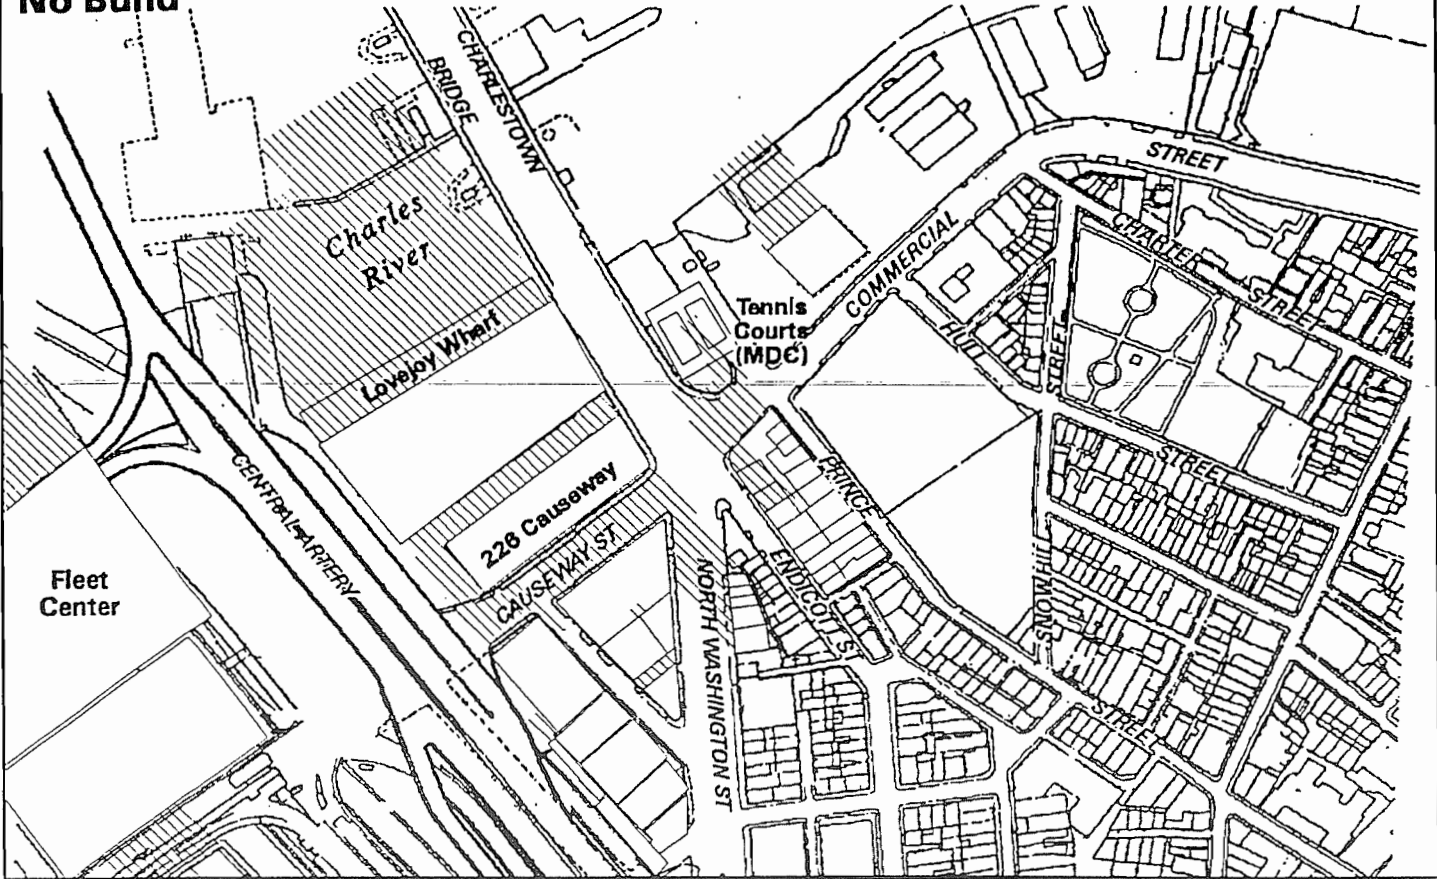 No Build
CHARLESTOWN
BRIDGE
Charles
River
Lovejoy Wharf
STREET
COMMERCIAL
CHARTER
STREET
Tennis
Courts
(MDC)
HULL
STREET
STREET
PRINCE
CENTRAL ARTERY
226 Causeway
CAUSEWAY ST.
Fleet
Center
NORTH WASHINGTON ST
ENDICOTT ST
SNOWHILL
STREET